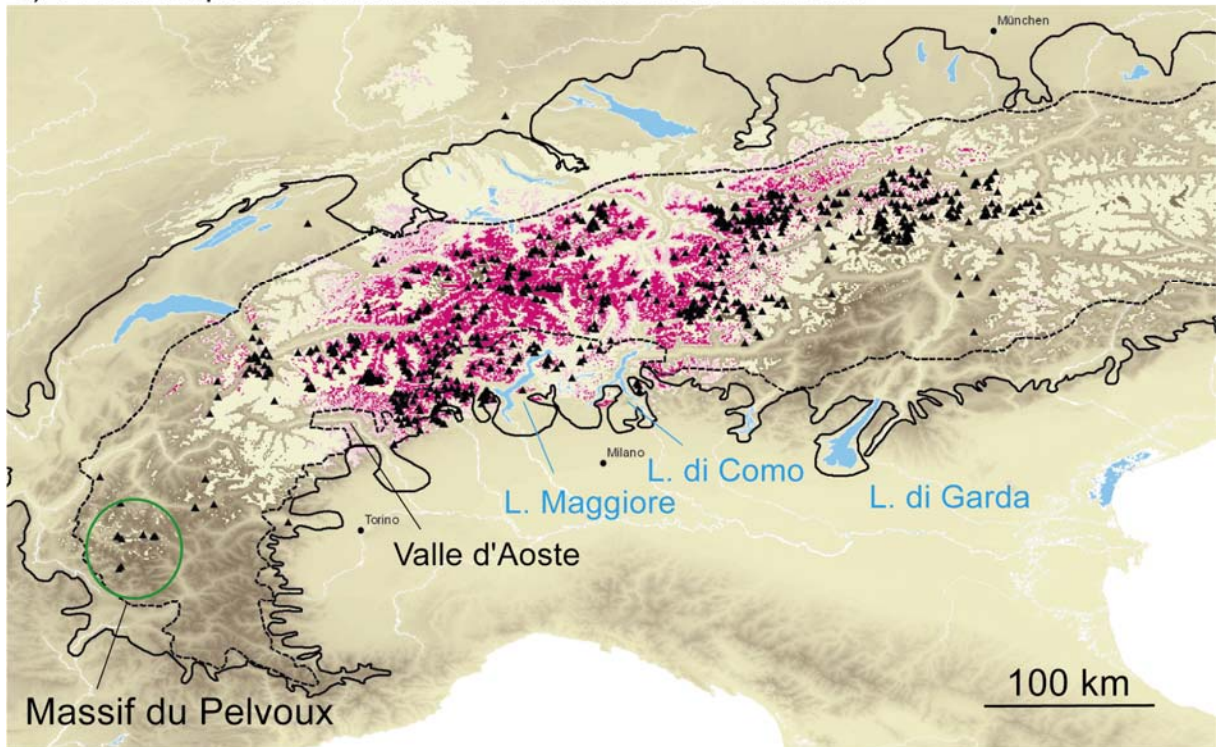 München
Milano
L. di Como
L. Maggiore
L. di Garda
Torino
Valle d'Aoste
100 km
Massif du Pelvoux